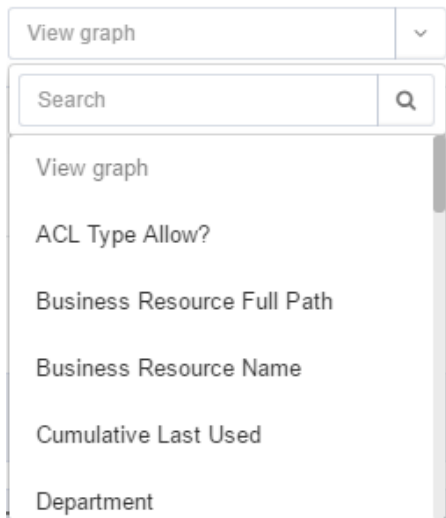 View graph
Search
View graph
ACL Type Allow?
Business Resource Full Path
Business Resource Name
Cumulative Last Used
Department